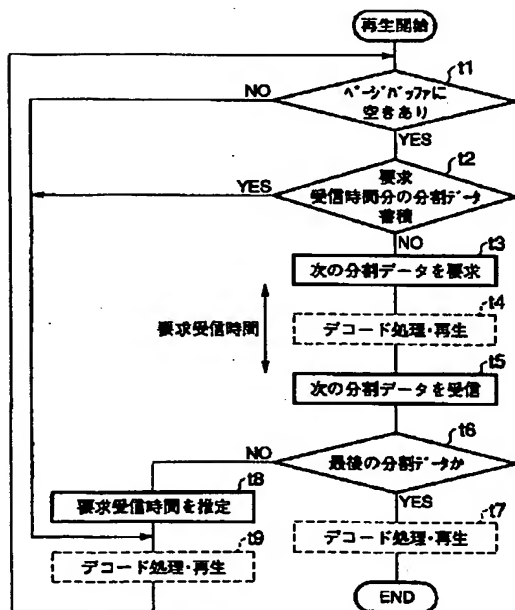 再生開始
t1
ページバッファに
空きあり
NO
YES
t2
要求
受信時間分の分割データ
蓄積
YES
NO
t3
次の分割データを要求
要求受信時間
t4
デコード処理・再生
t5
次の分割データを受信
t6
最後の分割データか
NO
YES
t8
要求受信時間を推定
t7
デコード処理・再生
t9
デコード処理・再生
END